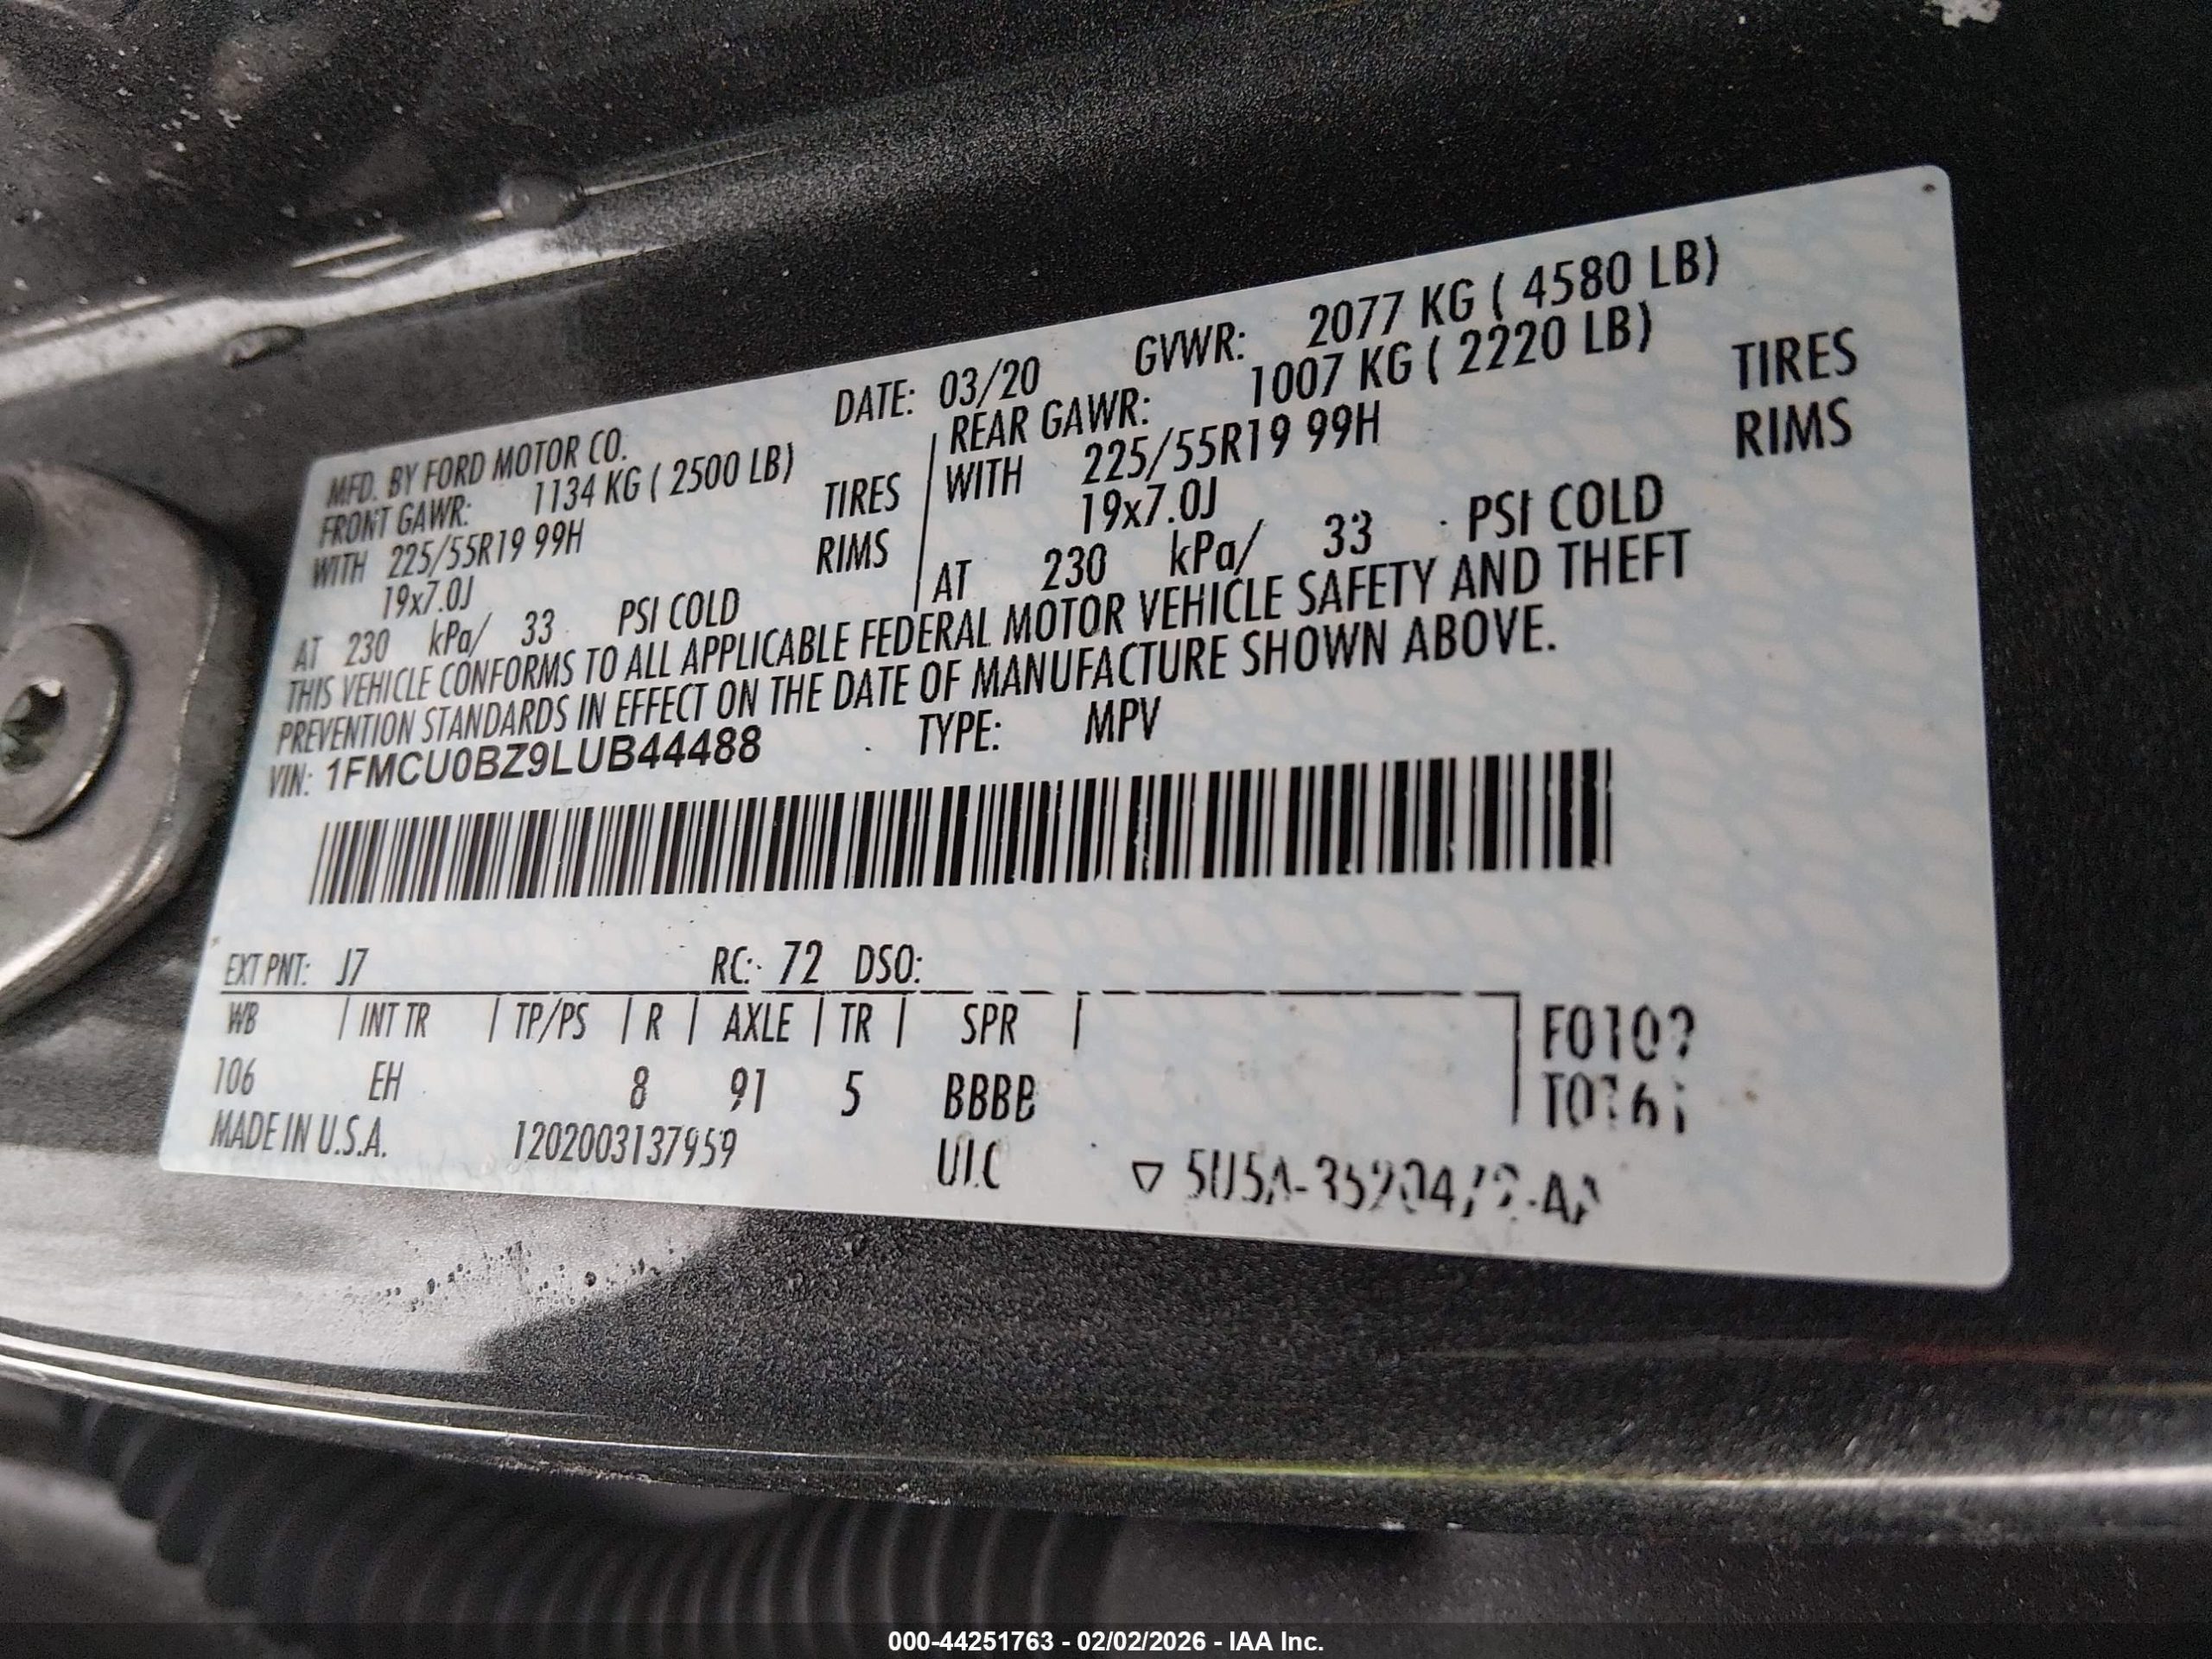 MFD. BY FORD MOTOR CO. DATE: 03/20 GVWR: 2077 KG ( 4580 LB)
FRONT GAWR: 1134 KG ( 2500 LB) REAR GAWR: 1007 KG ( 2220 LB)
WITH 225/55R19 99H TIRES WITH 225/55R19 99H TIRES
19x7.0J RIMS 19x7.0J RIMS
AT 230 kPa/ 33 PSI COLD AT 230 kPa/ 33 PSI COLD
THIS VEHICLE CONFORMS TO ALL APPLICABLE FEDERAL MOTOR VEHICLE SAFETY AND THEFT
PREVENTION STANDARDS IN EFFECT ON THE DATE OF MANUFACTURE SHOWN ABOVE.
VIN: 1FMCU0BZ9LUB44488 TYPE: MPV
EXT PNT: J7 RC: 72 DSO:
WB | INT TR | TP/PS | R | AXLE | TR | SPR |
106 EH 8 91 5 BBBB
MADE IN U.S.A. 1202003137959
000-44251763 - 02/02/2026 - IAA Inc.